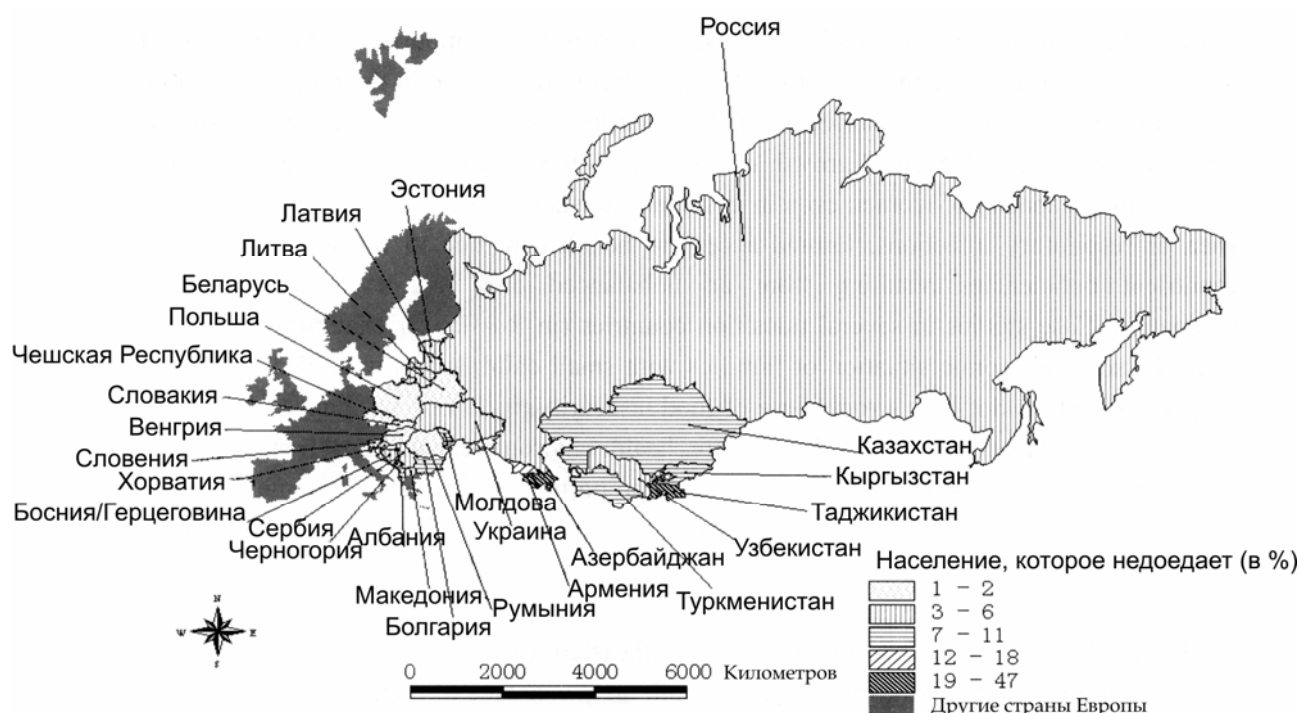 Россия
Эстония
Латвия
Литва
Беларусь
Польша
Чешская Республика
Словакия
Венгрия
Словения
Хорватия
Босния/Герцеговина
Сербия
Черногория
Албания
Македония
Болгария
Румыния
Молдова
Украина
Азербайджан
Армения
Казахстан
Кыргызстан
Таджикистан
Узбекистан
Туркменистан
Население, которое недоедает (в %)
1 – 2
3 – 6
7 – 11
12 – 18
19 – 47
Другие страны Европы
N
W E
S
0 2000 4000 6000 Километров